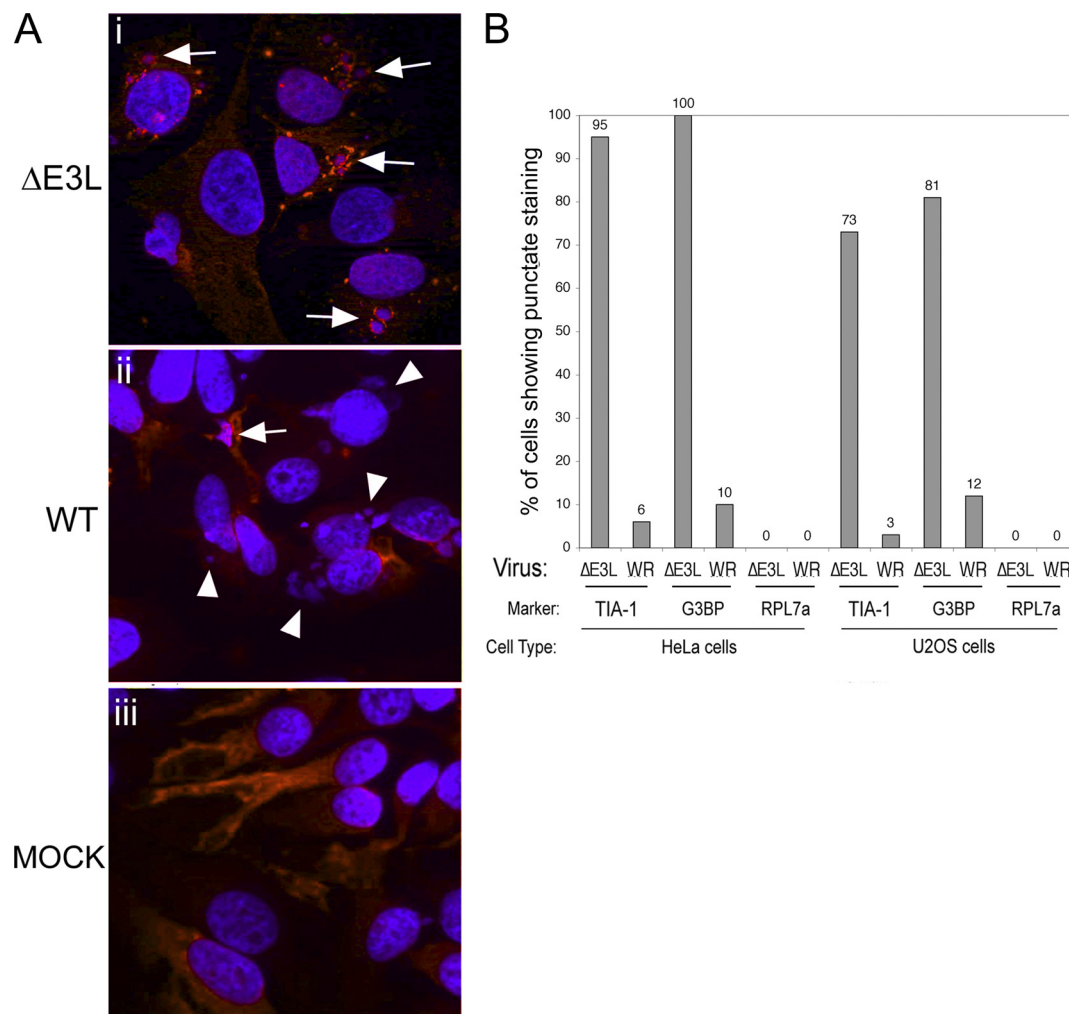 A
i
ΔE3L
ii
WT
iii
MOCK
B
% of cells showing punctate staining
100
90
80
70
60
50
40
30
20
10
0
95 6 100 10 0 0 73 3 81 12 0 0
Virus: ΔE3L WR ΔE3L WR ΔE3L WR ΔE3L WR ΔE3L WR ΔE3L WR
Marker: TIA-1 G3BP RPL7a TIA-1 G3BP RPL7a
Cell Type: HeLa cells U2OS cells